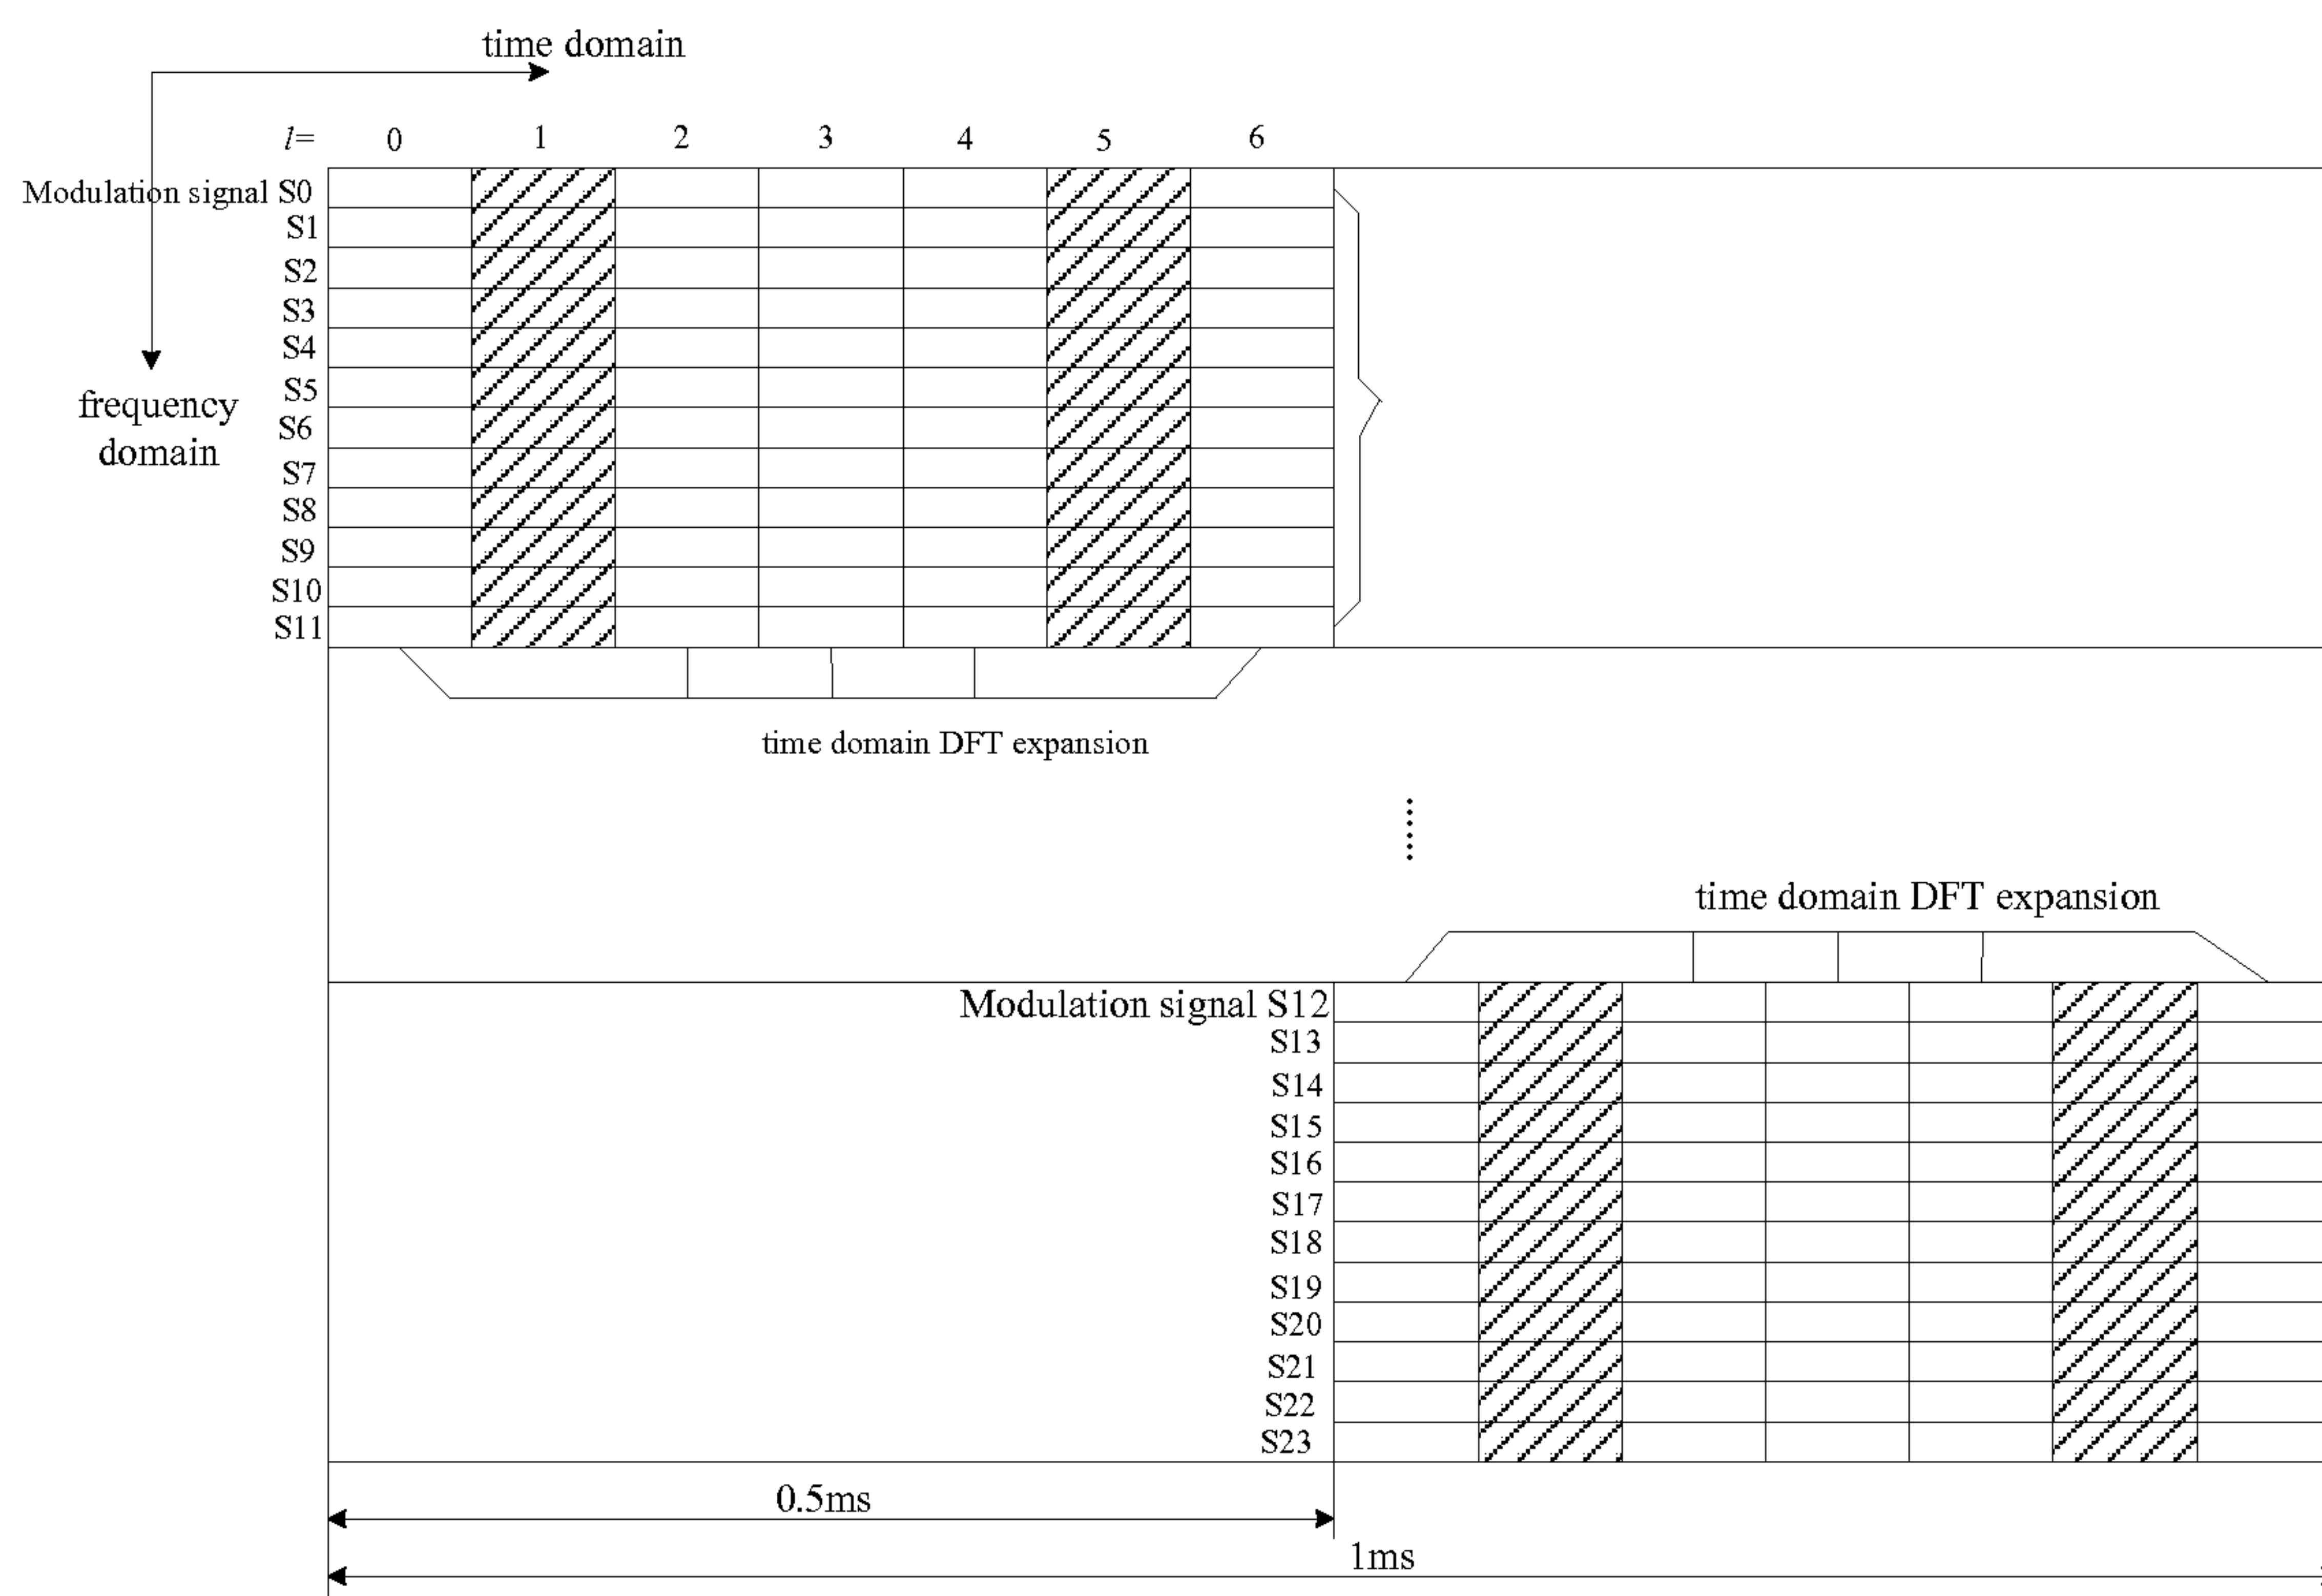 time domain
l= 0 1 2 3 4 5 6
Modulation signal S0
S1
S2
S3
S4
frequency
domain
S5
S6
S7
S8
S9
S10
S11
time domain DFT expansion
time domain DFT expansion
Modulation signal S12
S13
S14
S15
S16
S17
S18
S19
S20
S21
S22
S23
0.5ms
1ms